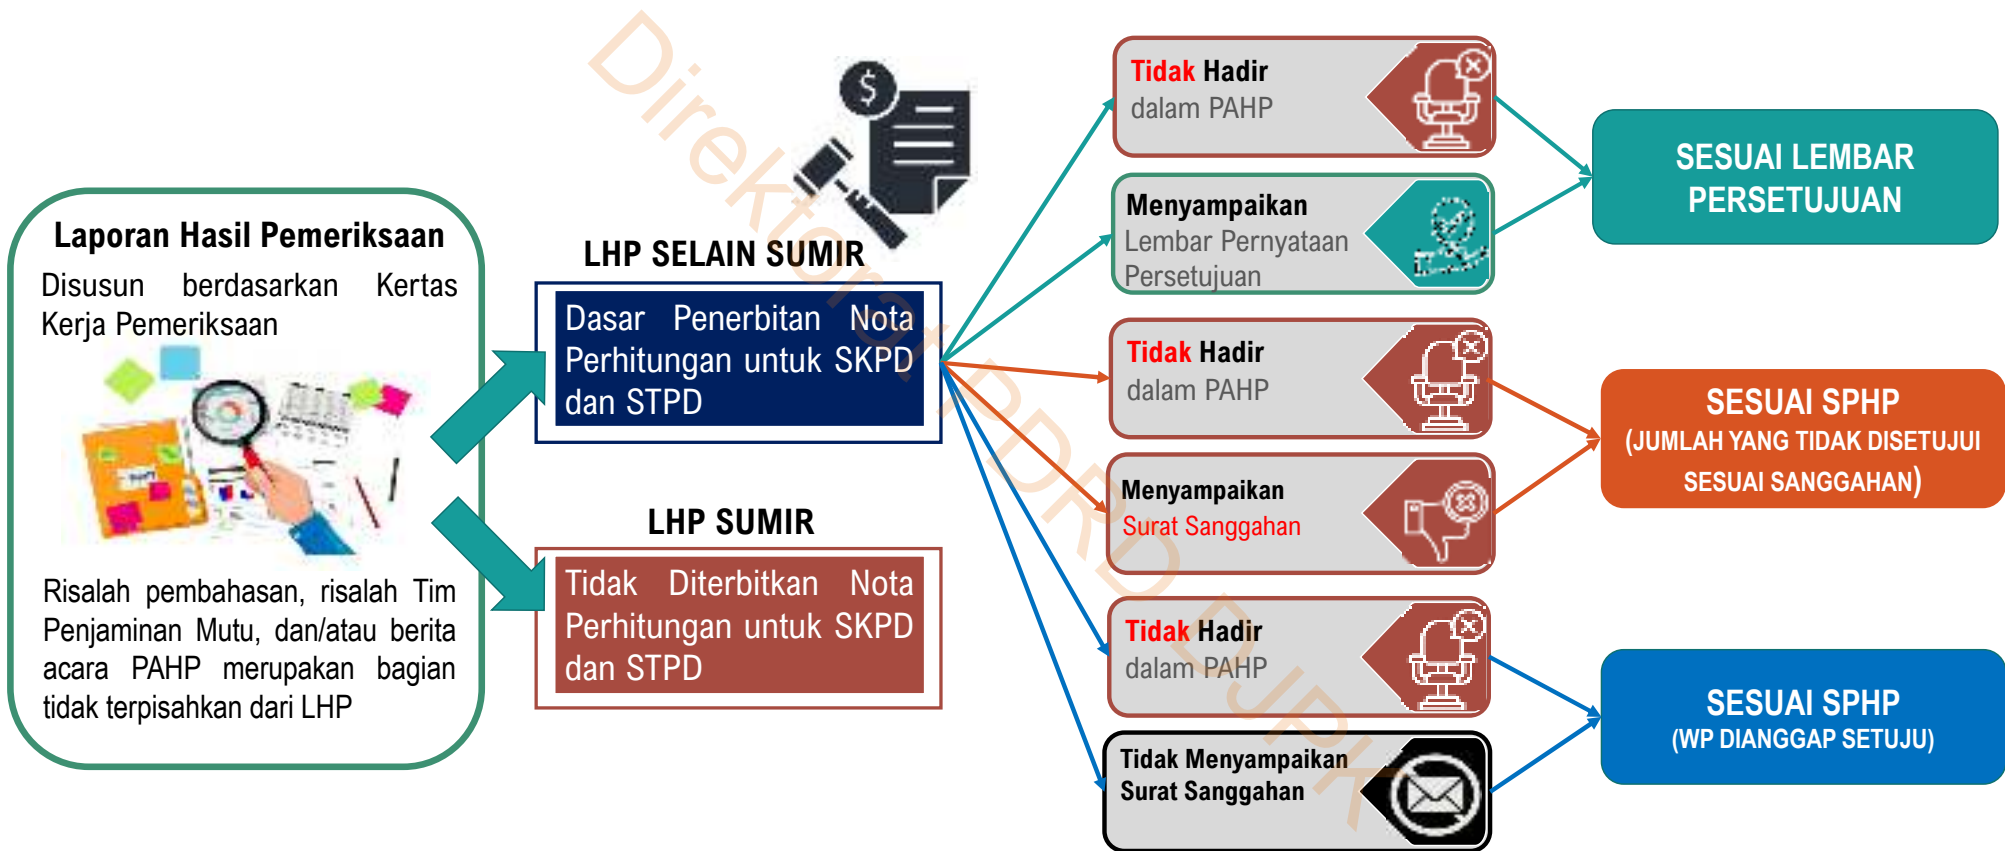 Laporan Hasil Pemeriksaan
Disusun berdasarkan Kertas
Kerja Pemeriksaan
Risalah pembahasan, risalah Tim
Penjaminan Mutu, dan/atau berita
acara PAHP merupakan bagian
tidak terpisahkan dari LHP
LHP SELAIN SUMIR
Dasar Penerbitan Nota
Perhitungan untuk SKPD
dan STPD
LHP SUMIR
Tidak Diterbitkan Nota
Perhitungan untuk SKPD
dan STPD
Tidak Hadir
dalam PAHP
Menyampaikan
Lembar Pernyataan
Persetujuan
Tidak Hadir
dalam PAHP
Menyampaikan
Surat Sanggahan
Tidak Hadir
dalam PAHP
Tidak Menyampaikan
Surat Sanggahan
SESUAI LEMBAR
PERSETUJUAN
SESUAI SPHP
(JUMLAH YANG TIDAK DISETUJUI
SESUAI SANGGAHAN)
SESUAI SPHP
(WP DIANGGAP SETUJU)
Direktorat PDRD DJPK